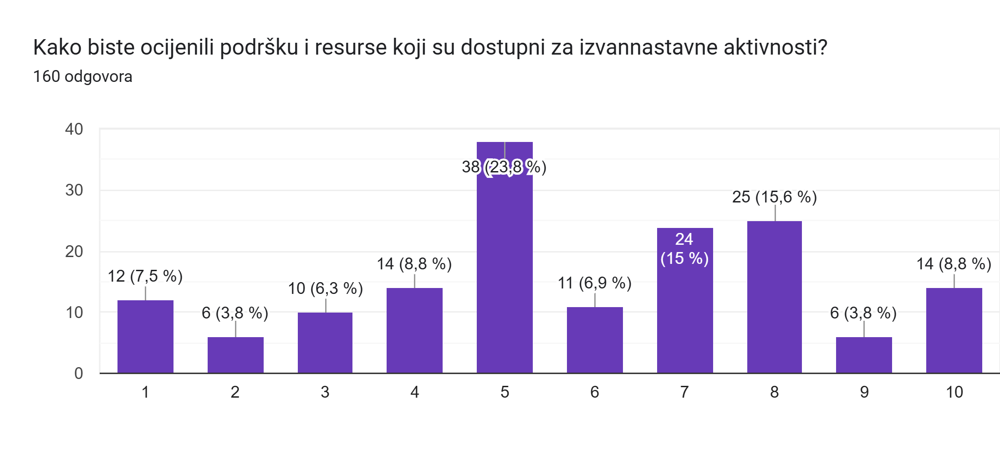 Kako biste ocijenili podršku i resurse koji su dostupni za izvannastavne aktivnosti?
160 odgovora
40
30
20
10
0
12 (7,5 %)
6 (3,8 %)
10 (6,3 %)
14 (8,8 %)
38 (23,8 %)
11 (6,9 %)
24
(15 %)
25 (15,6 %)
6 (3,8 %)
14 (8,8 %)
1 2 3 4 5 6 7 8 9 10